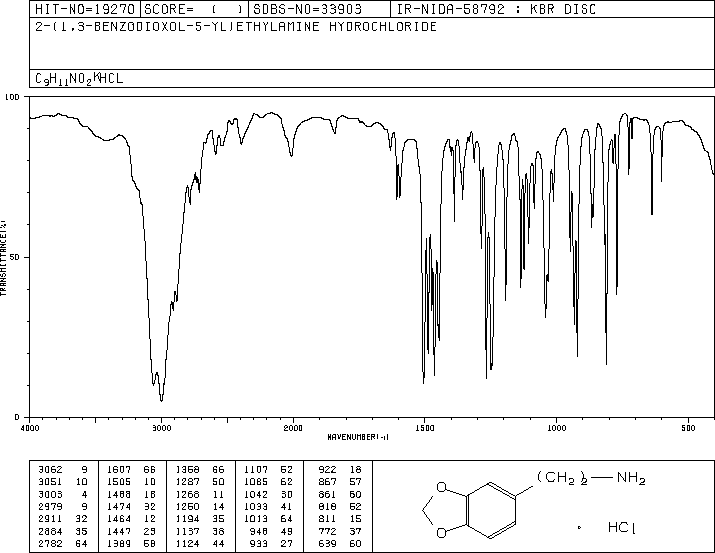 HIT-NO=19270 SCORE= ( ) SDBS-NO=33903 IR-NIDA-58792 : KBR DISC
2-(1,3-BENZODIOXOL-5-YL)ETHYLAMINE HYDROCHLORIDE
C9H11NO2·HCL
100
50
0
TRANSMITTANCE(%)
4000 3000 2000 1500 1000 500
WAVENUMBER(-1)
3062 9 1607 66 1358 66 1107 52 922 18
3051 10 1505 10 1287 50 1085 62 867 57
3003 4 1488 18 1268 11 1042 30 861 60
2979 9 1474 32 1250 14 1033 41 818 52
2911 32 1464 12 1194 35 1013 64 811 15
2884 35 1447 23 1137 38 948 49 772 37
2782 64 1389 58 1124 44 933 27 639 60
O
O
(CH2)2—NH2
· HCl